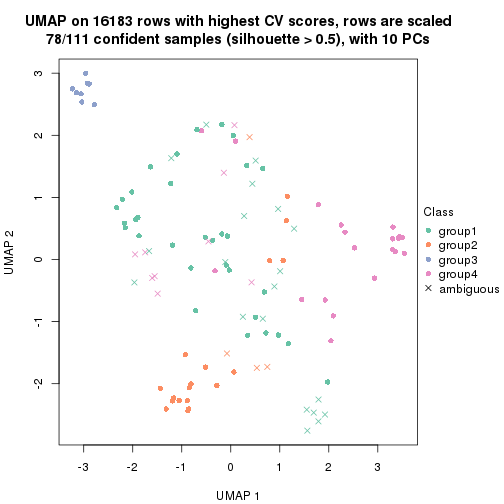 UMAP on 16183 rows with highest CV scores, rows are scaled
78/111 confident samples (silhouette > 0.5), with 10 PCs
3
2
1
0
-1
-2
UMAP 2
-3 -2 -1 0 1 2 3
UMAP 1
Class
group1
group2
group3
group4
ambiguous